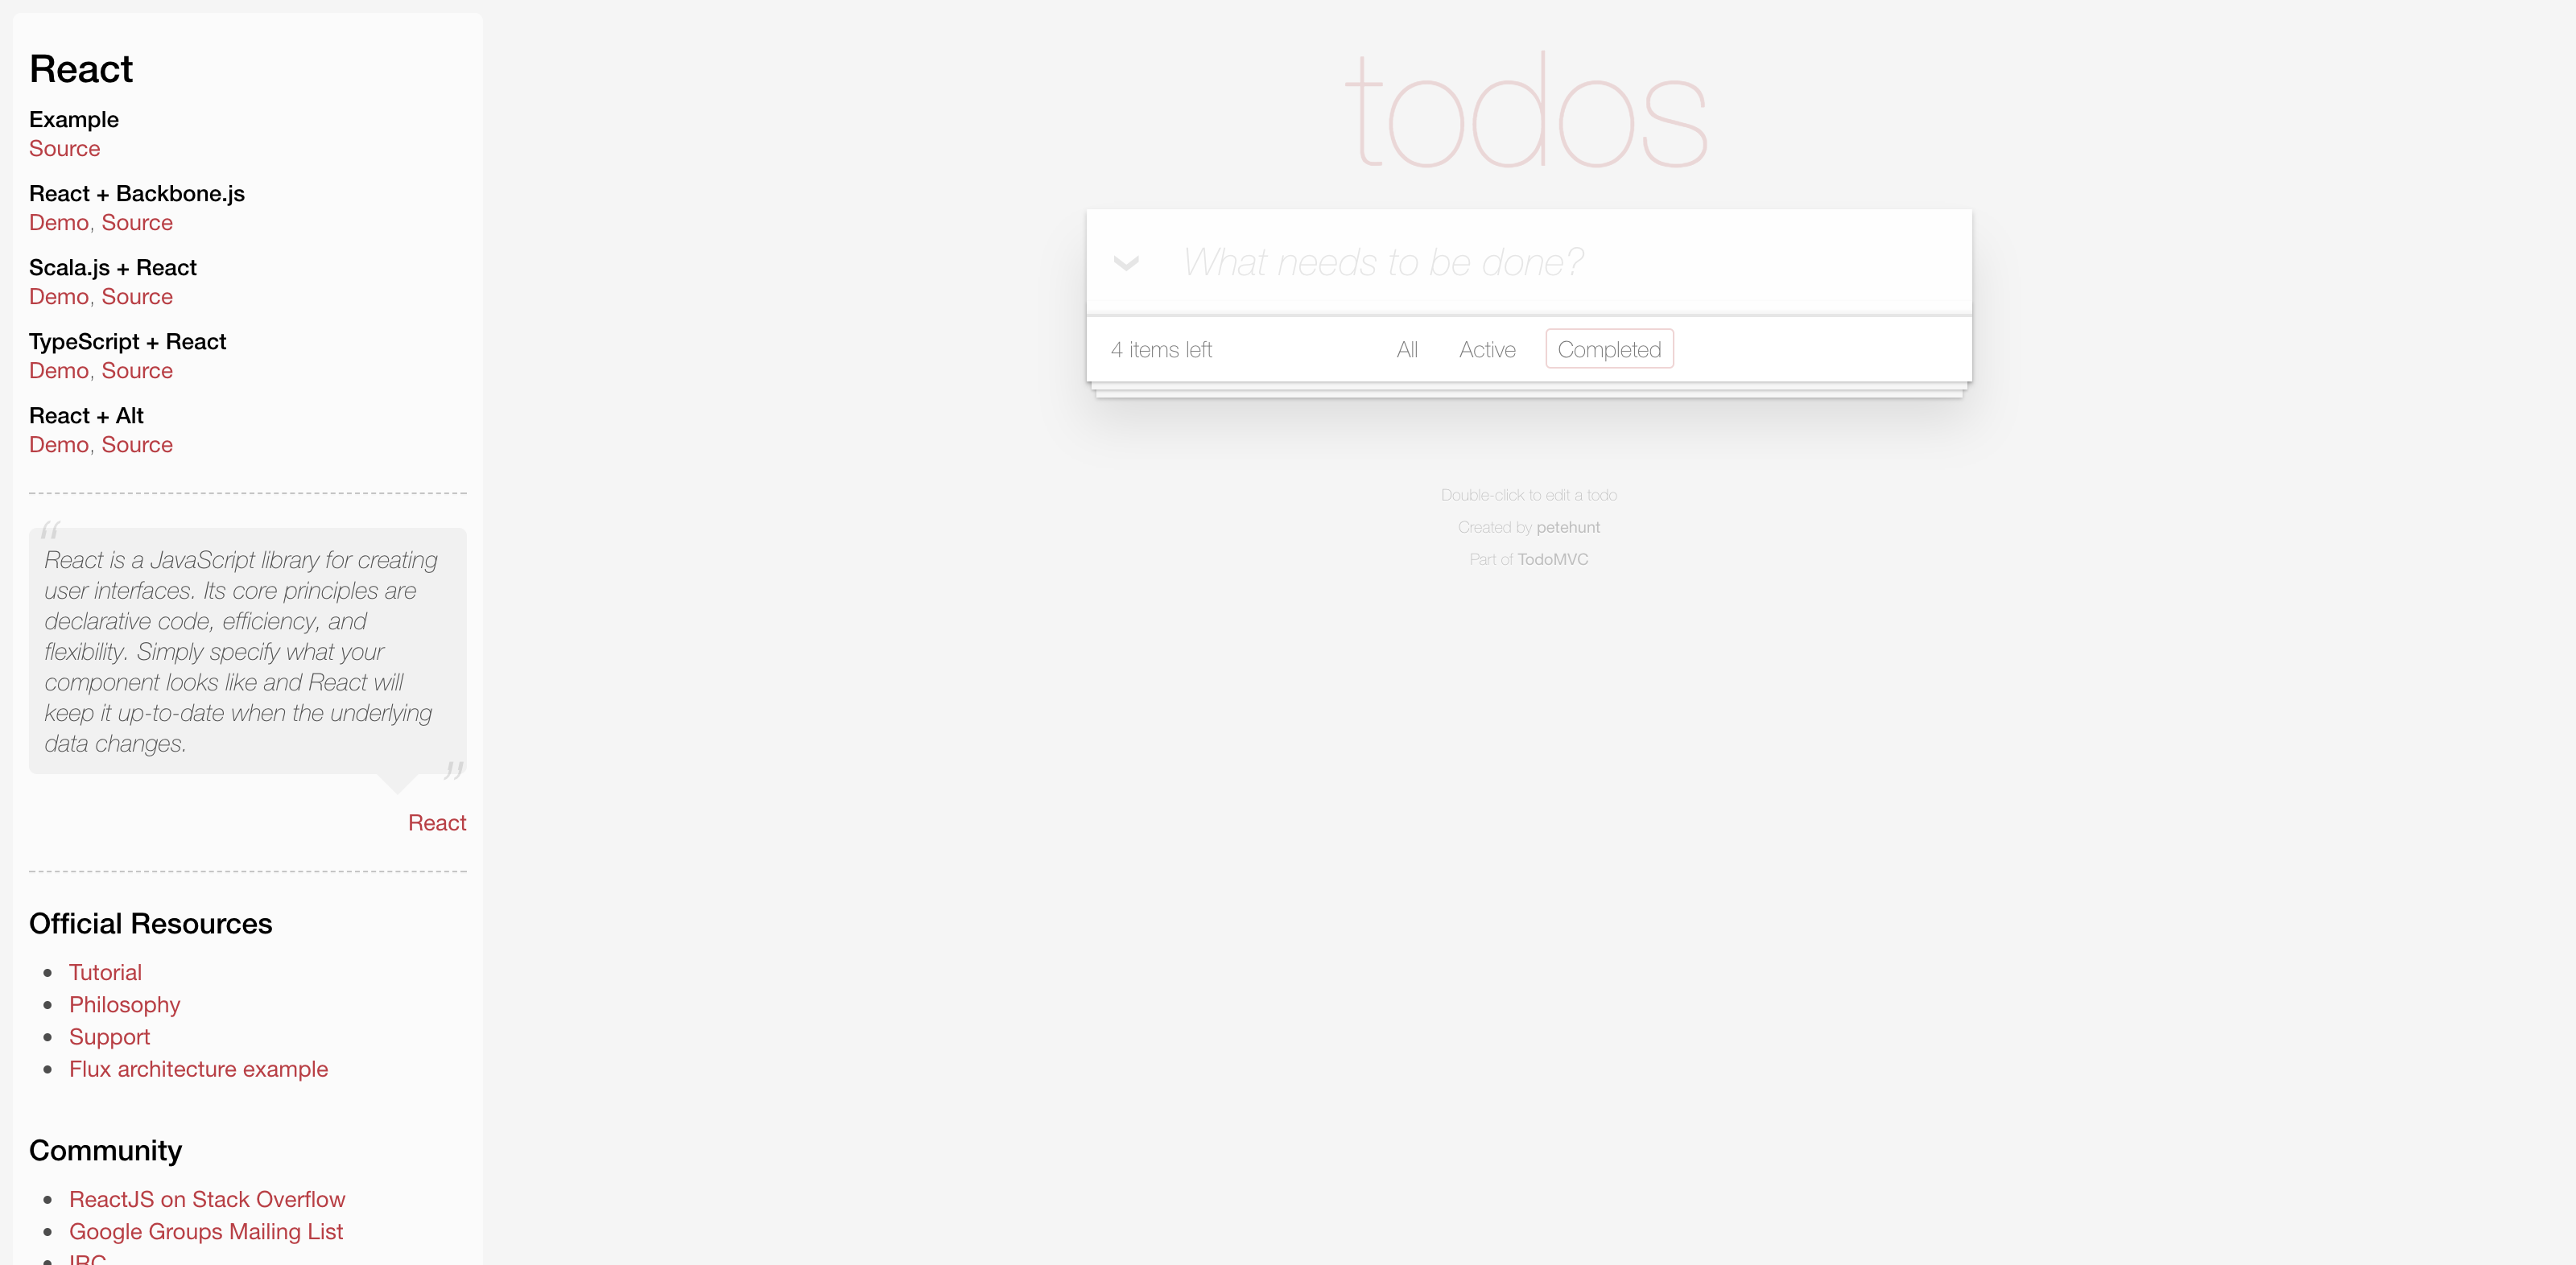 React
Example
Source
React + Backbone.js
Demo, Source
Scala.js + React
Demo, Source
TypeScript + React
Demo, Source
React + Alt
Demo, Source
“
React is a JavaScript library for creating
user interfaces. Its core principles are
declarative code, efficiency, and
flexibility. Simply specify what your
component looks like and React will
keep it up-to-date when the underlying
data changes.
”
React
Official Resources
• Tutorial
• Philosophy
• Support
• Flux architecture example
Community
• ReactJS on Stack Overflow
• Google Groups Mailing List
• IRC
todos
What needs to be done?
4 items left All Active Completed
Double-click to edit a todo
Created by petehunt
Part of TodoMVC